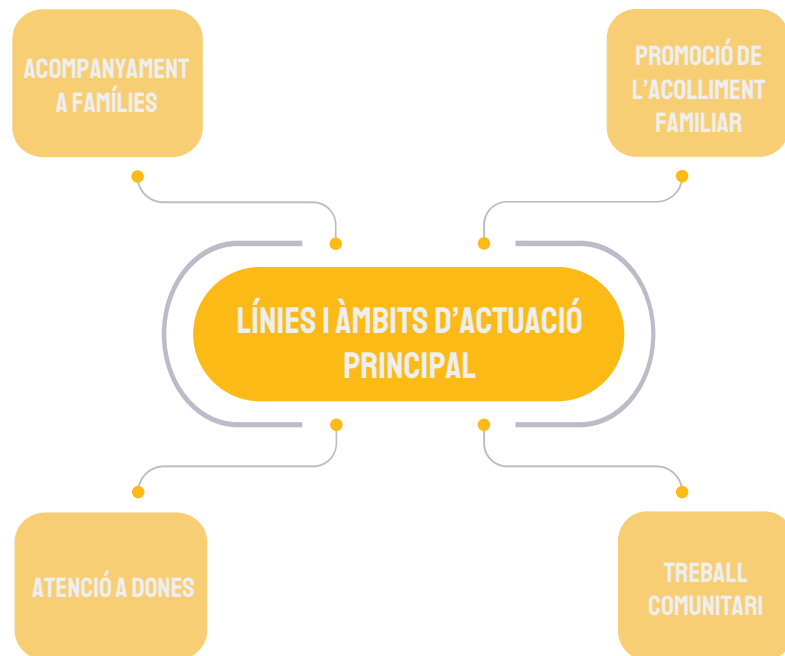 ACOMPANYAMENT
A FAMÍLIES
PROMOCIÓ DE
L'ACOLLIMENT
FAMILIAR
LÍNIES I ÀMBITS D'ACTUACIÓ
PRINCIPAL
ATENCIÓ A DONES
TREBALL
COMUNITARI